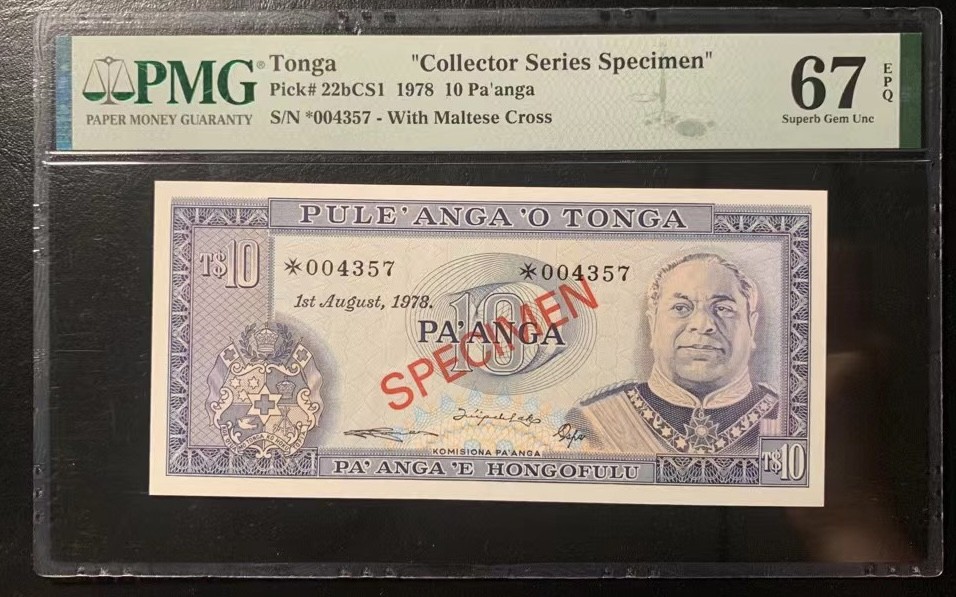 PMG® Tonga "Collector Series Specimen" 67 EPQ
Pick# 22bCS1 1978 10 Pa'anga
PAPER MONEY GUARANTY S/N *004357 - With Maltese Cross Superb Gem Unc
PULE'ANGA 'O TONGA
T$10
✠004357 ✠004357
1st August, 1978.
10
PA'ANGA
SPECIMEN
KOMISIONA PA'ANGA
PA'ANGA 'E HONGOFULU
T$10